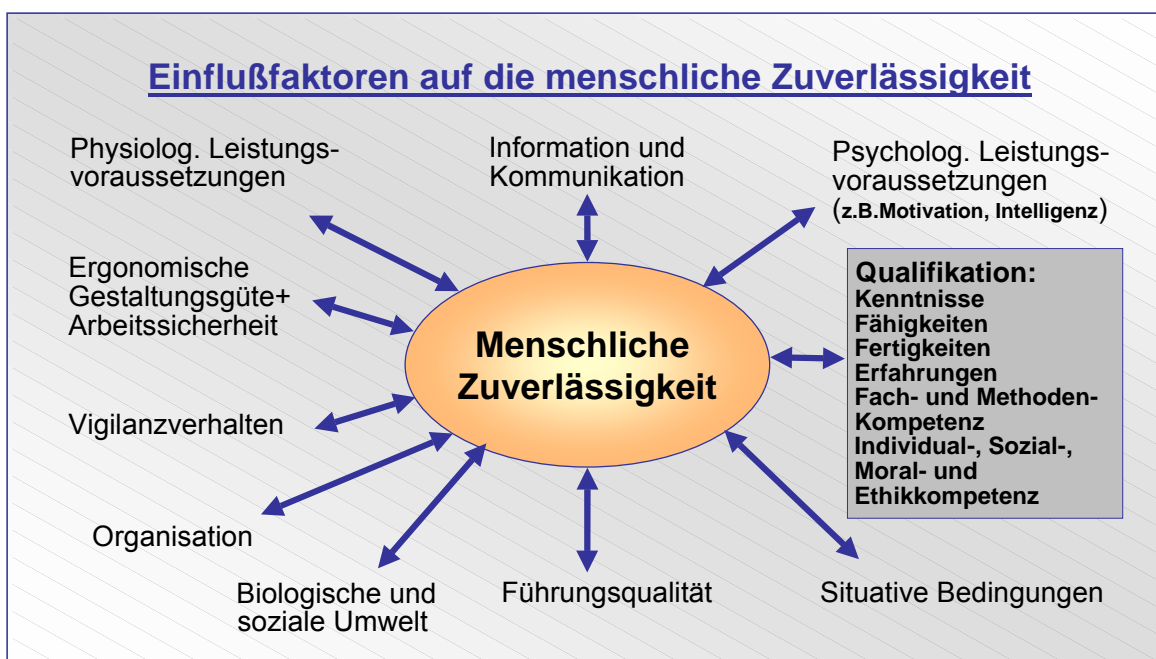 Einflußfaktoren auf die menschliche Zuverlässigkeit
Physiolog. Leistungs-
voraussetzungen
Information und
Kommunikation
Psycholog. Leistungs-
voraussetzungen
(z.B.Motivation, Intelligenz)
Ergonomische
Gestaltungsgüte+
Arbeitssicherheit
Menschliche
Zuverlässigkeit
Qualifikation:
Kenntnisse
Fähigkeiten
Fertigkeiten
Erfahrungen
Fach- und Methoden-
Kompetenz
Individual-, Sozial-,
Moral- und
Ethikkompetenz
Vigilanzverhalten
Organisation
Biologische und
soziale Umwelt
Führungsqualität
Situative Bedingungen